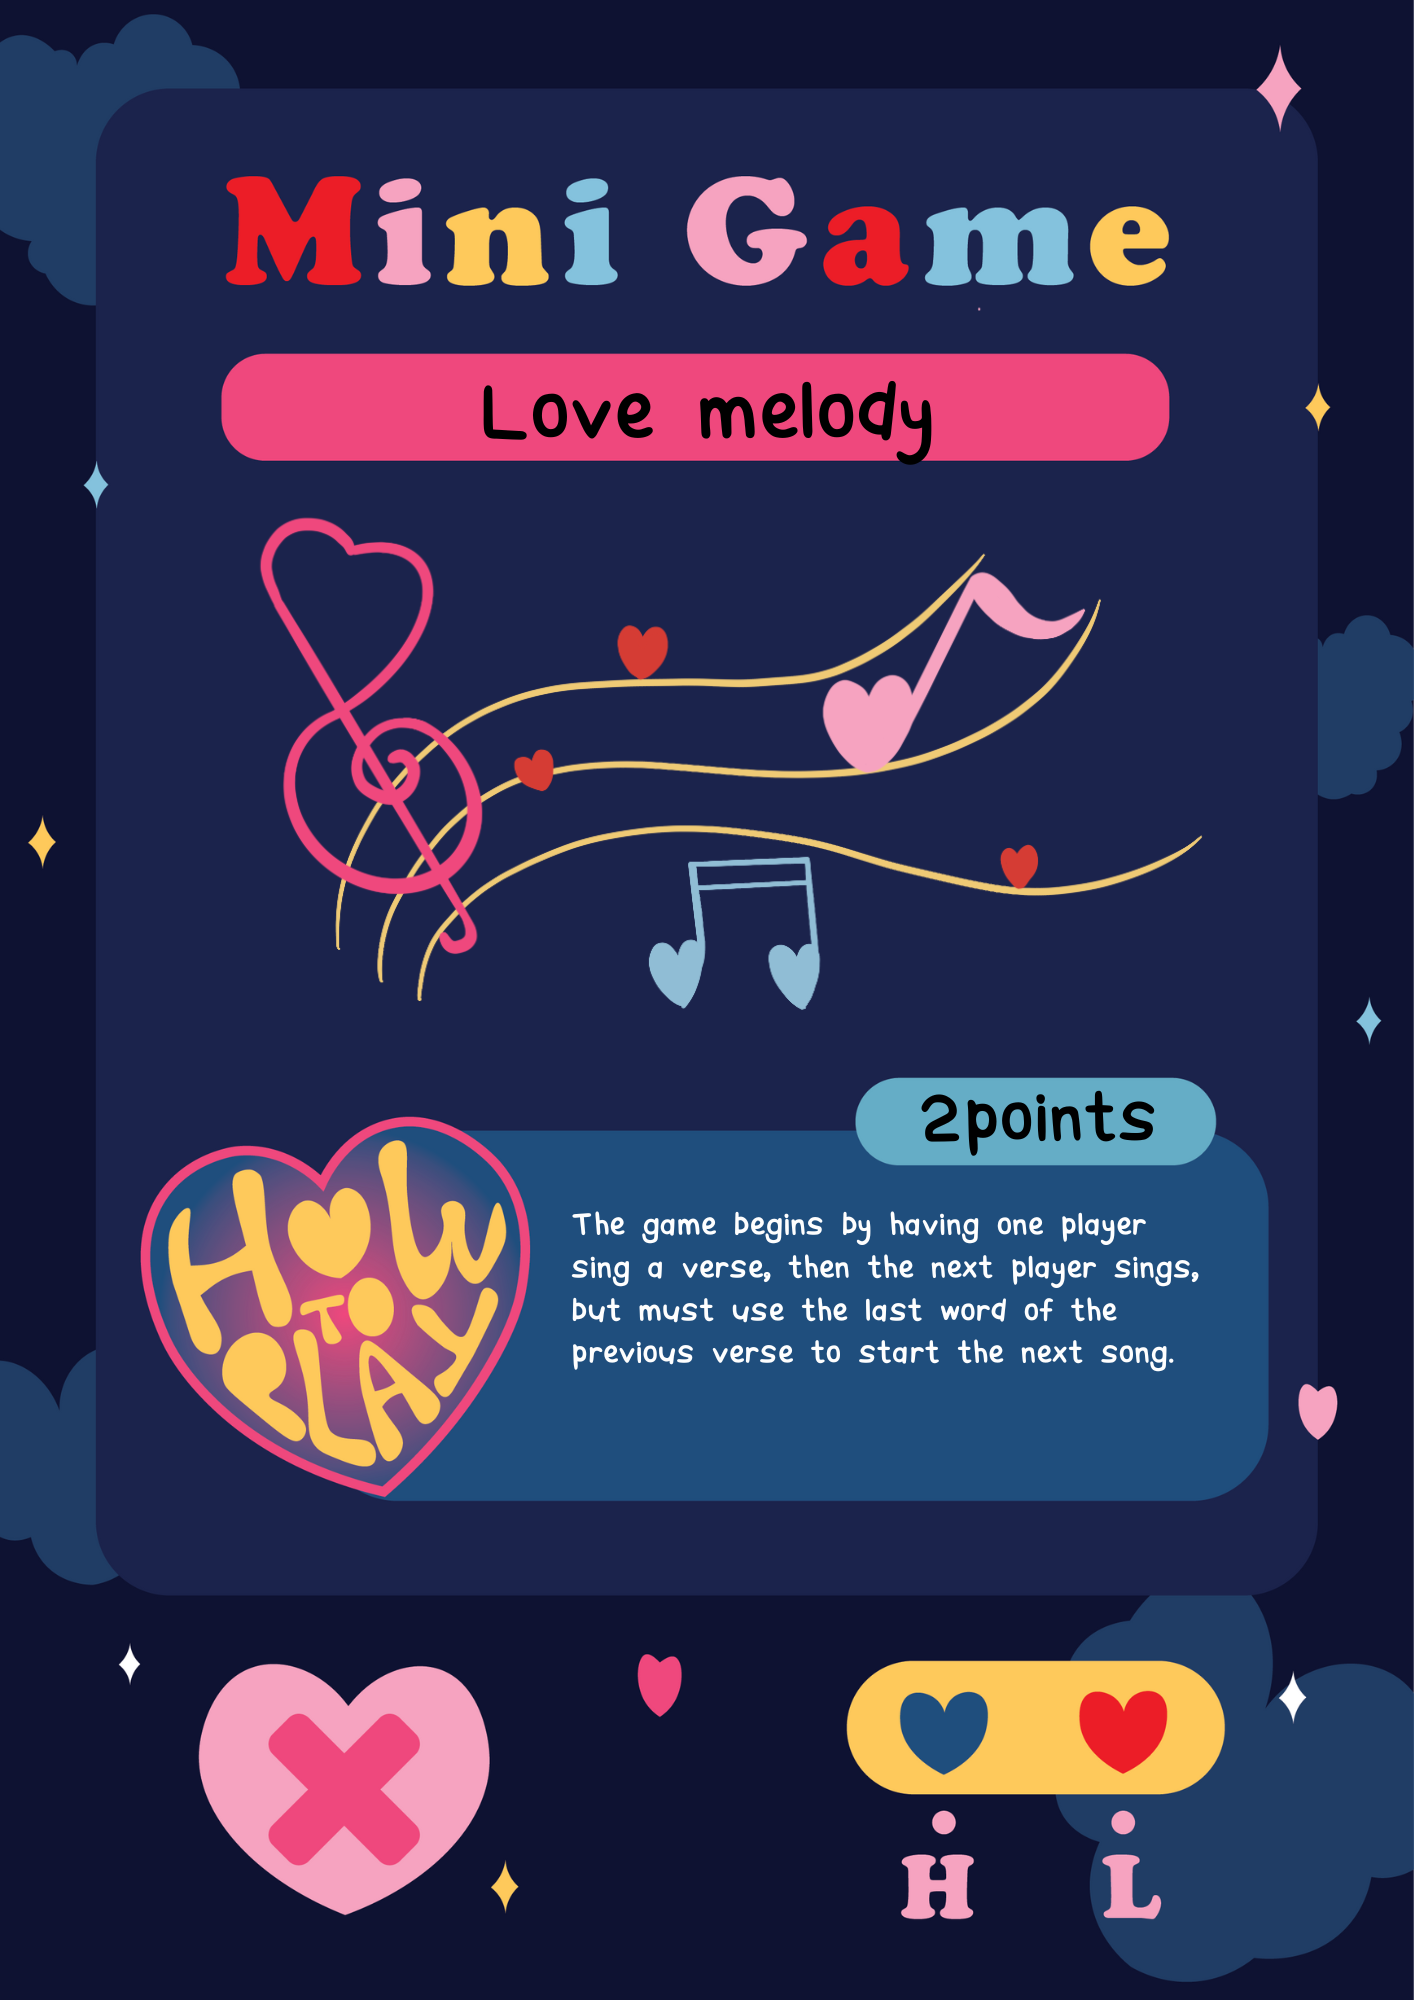 Mini Game
Love melody
2points
HOW
TO
PLAY
The game begins by having one player
sing a verse, then the next player sings,
but must use the last word of the
previous verse to start the next song.
H L